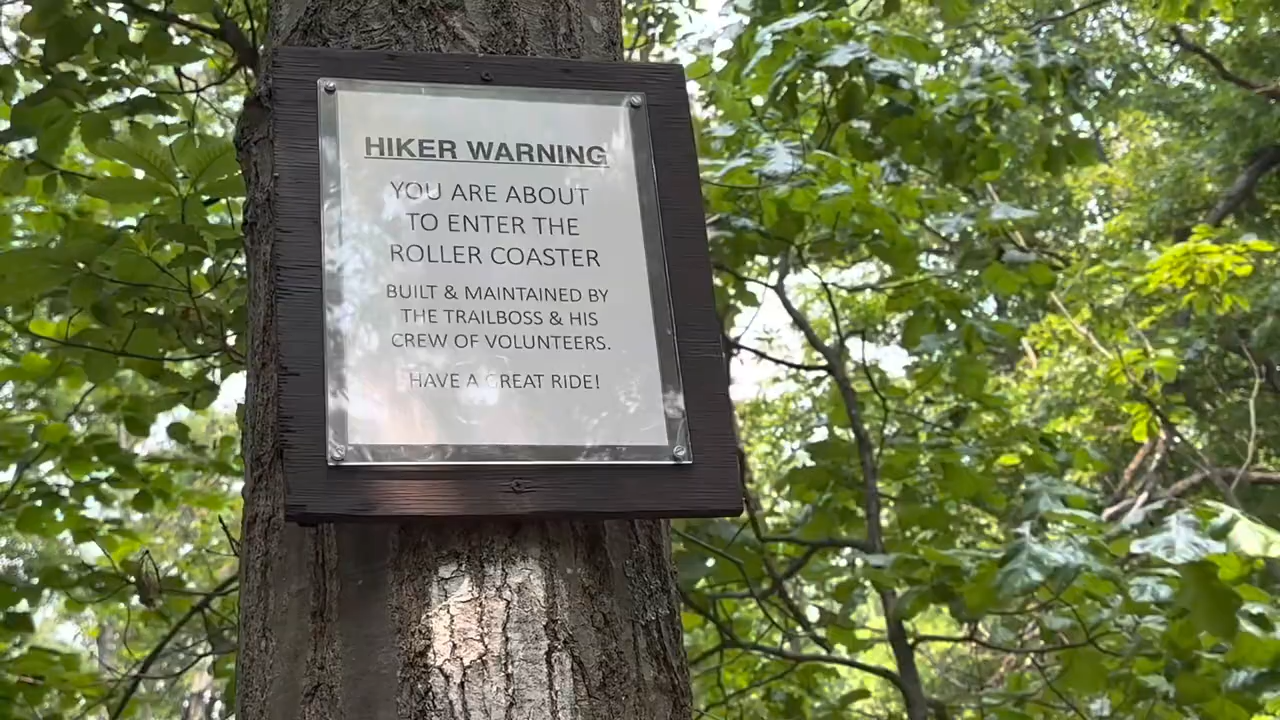 HIKER WARNING
YOU ARE ABOUT
TO ENTER THE
ROLLER COASTER
BUILT & MAINTAINED BY
THE TRAILBOSS & HIS
CREW OF VOLUNTEERS.
HAVE A GREAT RIDE!